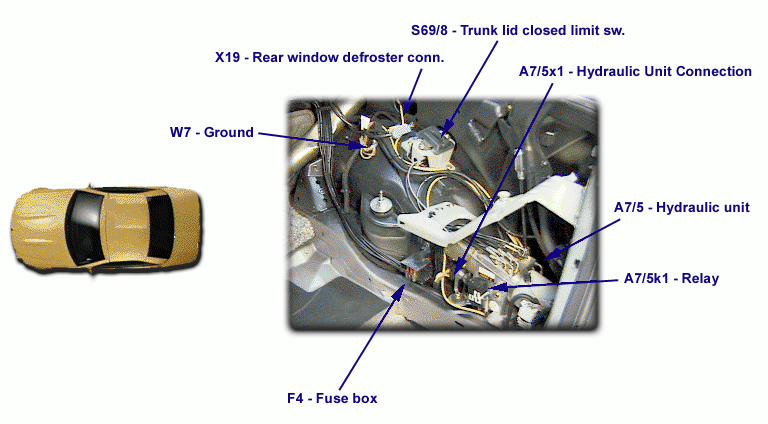 S69/8 - Trunk lid closed limit sw.
X19 - Rear window defroster conn.
A7/5x1 - Hydraulic Unit Connection
W7 - Ground
A7/5 - Hydraulic unit
A7/5k1 - Relay
F4 - Fuse box